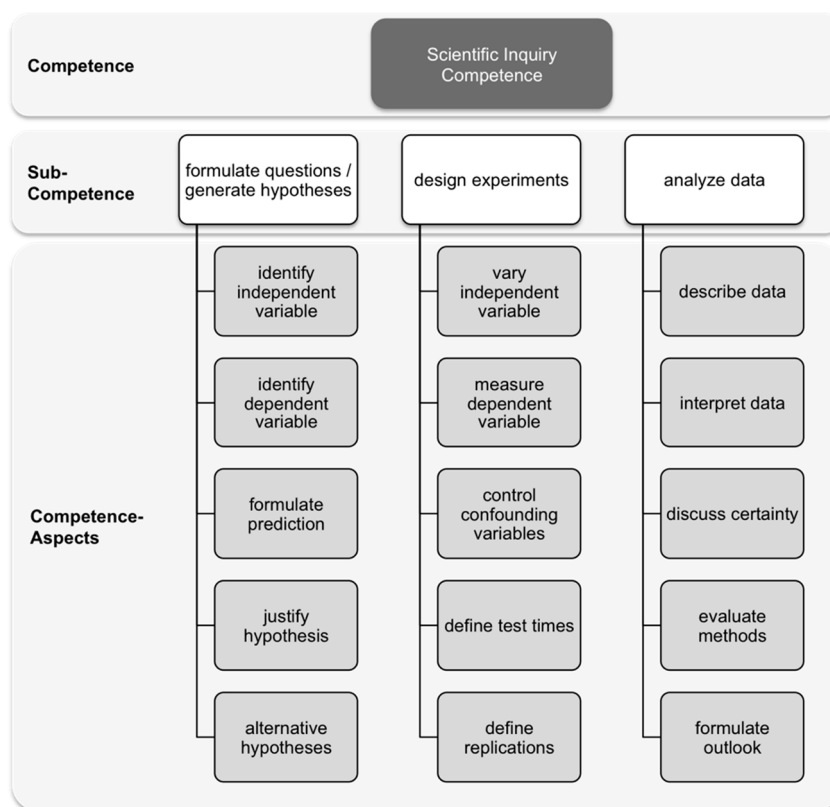 Competence
Scientific Inquiry
Competence
Sub-
Competence
formulate questions /
generate hypotheses
design experiments
analyze data
Competence-
Aspects
identify
independent
variable
vary
independent
variable
describe data
identify
dependent
variable
measure
dependent
variable
interpret data
formulate
prediction
control
confounding
variables
discuss certainty
justify
hypothesis
define test times
evaluate
methods
alternative
hypotheses
define
replications
formulate
outlook